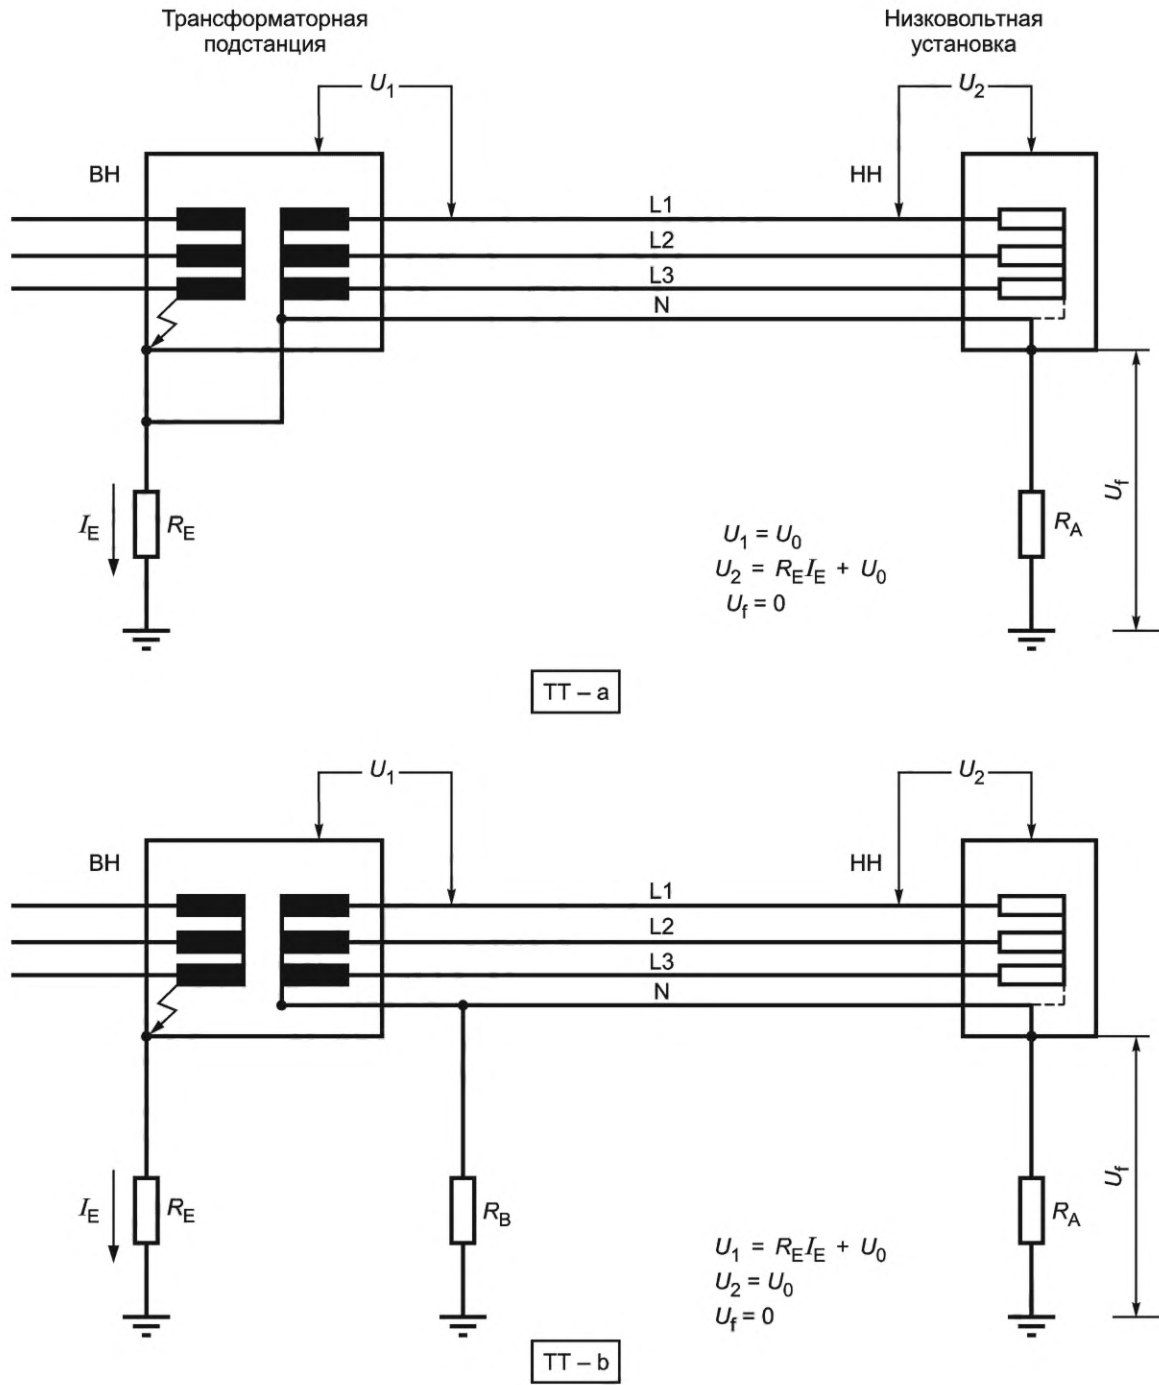 Трансформаторная
подстанция
Низковольтная
установка
U1
U2
ВН
НН
L1
L2
L3
N
IE
RE
RA
Uf
U1 = U0
U2 = REIE + U0
Uf = 0
TT – a
U1
U2
ВН
НН
L1
L2
L3
N
IE
RE
RB
RA
Uf
U1 = REIE + U0
U2 = U0
Uf = 0
TT – b